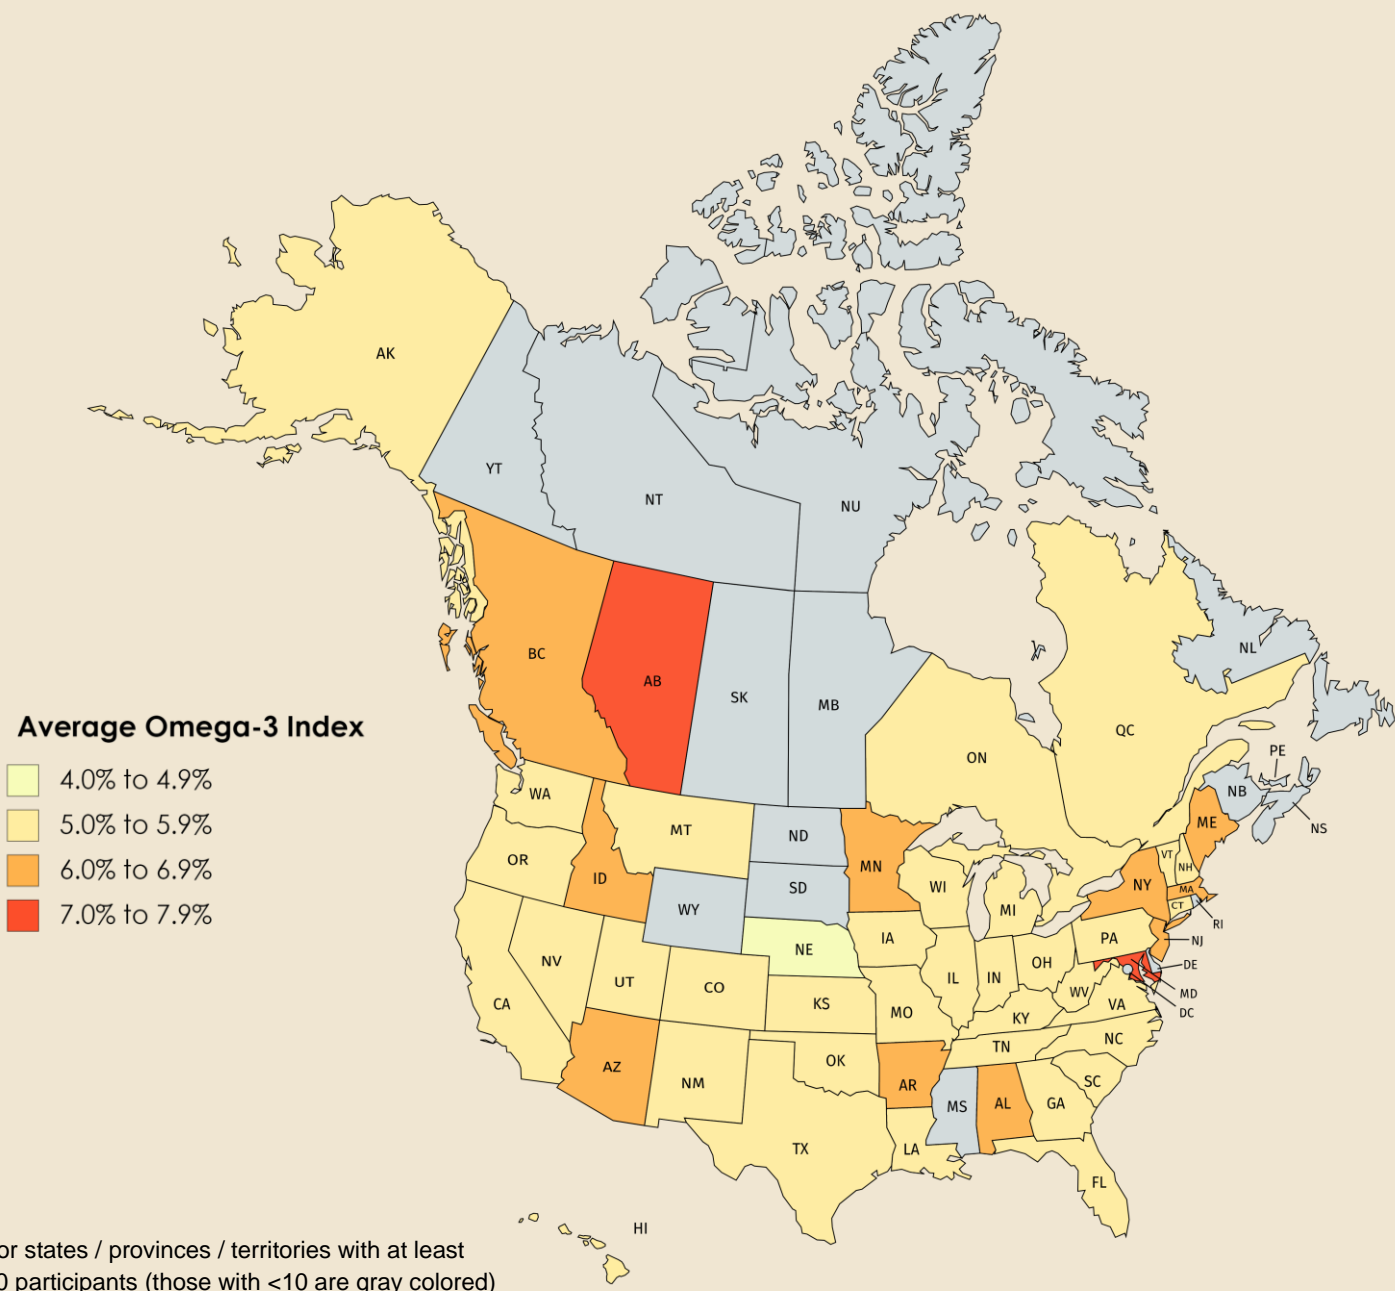 AK
YT
NT
NU
BC
AB
SK
MB
NL
QC
ON
PE
NB
NS
Average Omega-3 Index
4.0% to 4.9%
5.0% to 5.9%
6.0% to 6.9%
7.0% to 7.9%
WA
MT
ND
ME
OR
ID
MN
VT
NH
SD
WI
NY
MA
WY
MI
CT
RI
IA
PA
NJ
NE
NV
UT
CO
IL
IN
OH
DE
CA
KS
MO
WV
VA
MD
KY
DC
AZ
NM
OK
TN
NC
AR
SC
MS
AL
GA
TX
LA
FL
HI
or states / provinces / territories with at least
0 participants (those with <10 are gray colored)